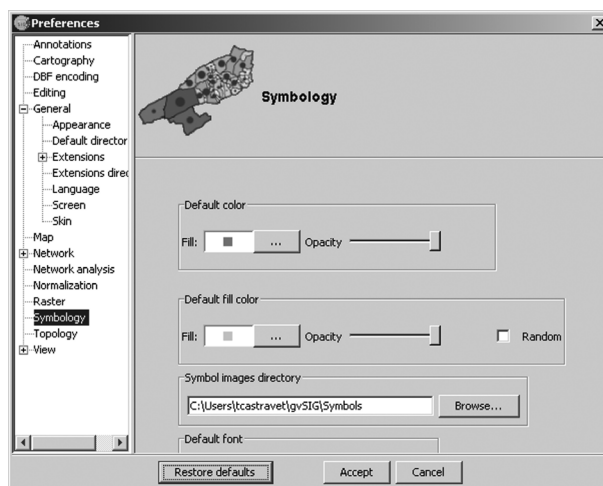 Preferences
Annotations
Cartography
DBF encoding
Editing
General
Appearance
Default director
Extensions
Extensions direc
Language
Screen
Skin
Map
Network
Network analysis
Normalization
Raster
Symbology
Topology
View
Symbology
Default color
Fill: ... Opacity
Default fill color
Fill: ... Opacity Random
Symbol images directory
C:\Users\tcastravet\gvSIG\Symbols Browse...
Default font
Restore defaults Accept Cancel